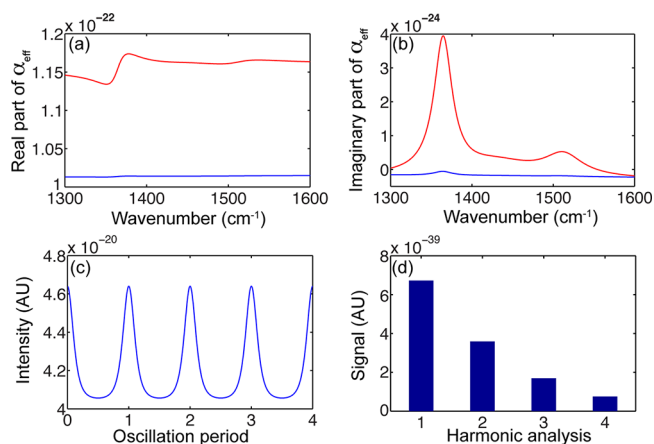 x 10⁻²²
(a)
1.2
1.15
1.1
1.05
1
1300 1400 1500 1600
Real part of α_eff
Wavenumber (cm⁻¹)
x 10⁻²⁴
(b)
4
2
0
1300 1400 1500 1600
Imaginary part of α_eff
Wavenumber (cm⁻¹)
x 10⁻²⁰
(c)
4.8
4.6
4.4
4.2
4
0 1 2 3 4
Intensity (AU)
Oscillation period
x 10⁻³⁹
(d)
8
6
4
2
0
1 2 3 4
Signal (AU)
Harmonic analysis